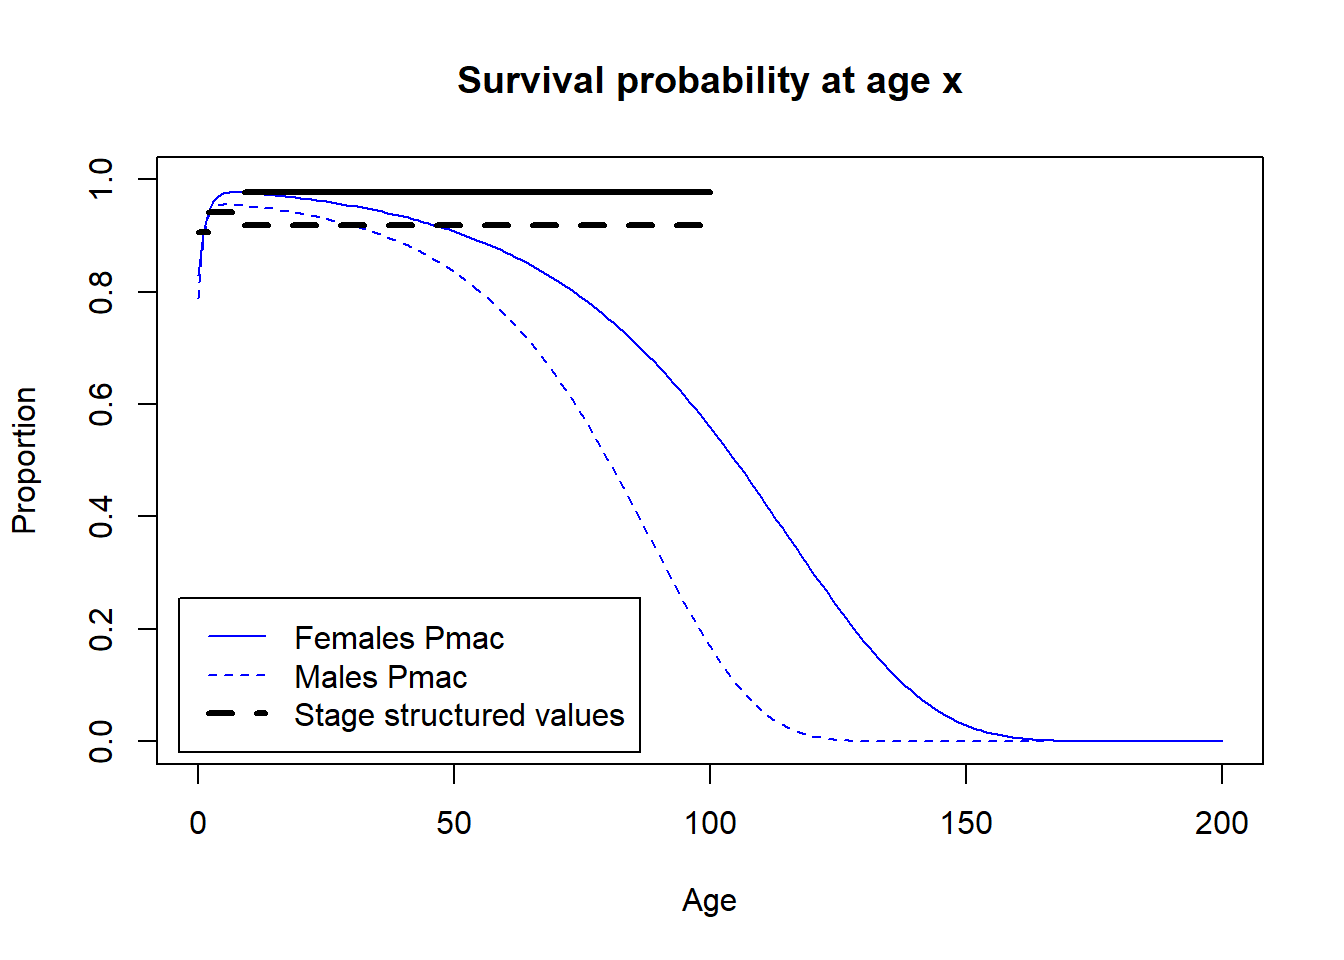 Survival probability at age x
Proportion
1.0
0.8
0.6
0.4
0.2
0.0
Females Pmac
Males Pmac
Stage structured values
0 50 100 150 200
Age